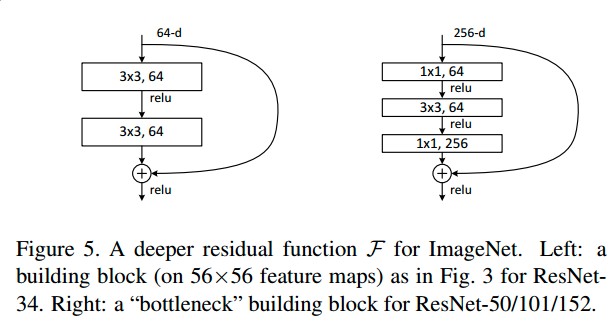 64-d
3x3, 64
relu
3x3, 64
+
relu
256-d
1x1, 64
relu
3x3, 64
relu
1x1, 256
+
relu
Figure 5. A deeper residual function F for ImageNet. Left: a
building block (on 56×56 feature maps) as in Fig. 3 for ResNet-
34. Right: a “bottleneck” building block for ResNet-50/101/152.